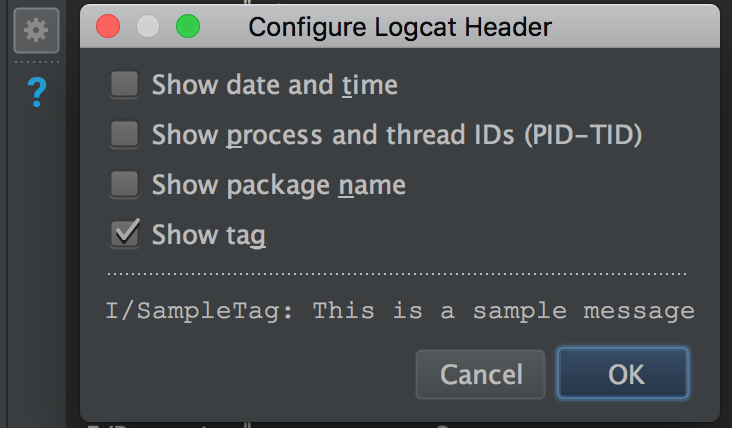 Configure Logcat Header
?
Show date and time
Show process and thread IDs (PID-TID)
Show package name
Show tag
I/SampleTag: This is a sample message
Cancel
OK